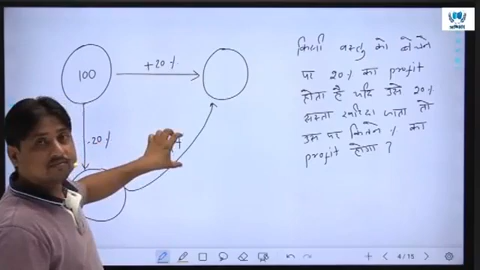 100
+20%
-20%
किसी वस्तु को बेचने
पर 20% का profit
होता है यदि उसे 20%
सस्ता खरीदा जाता तो
उस पर कितने % का
profit होगा ?
4/15